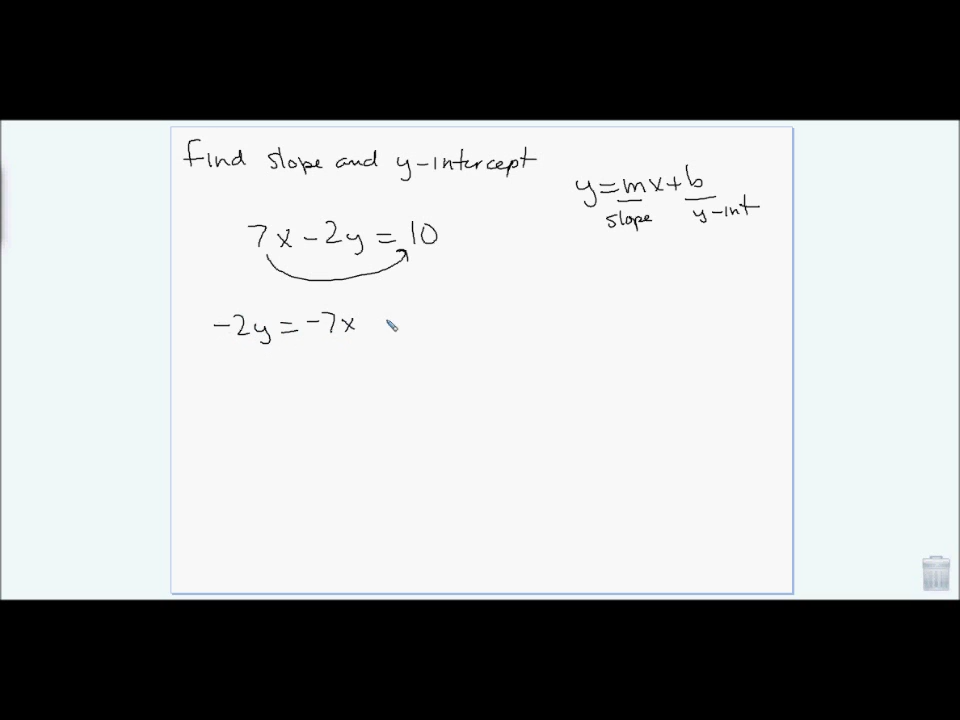 Find slope and y-intercept
y=mx+b
slope y-int
7x-2y=10
-2y=-7x